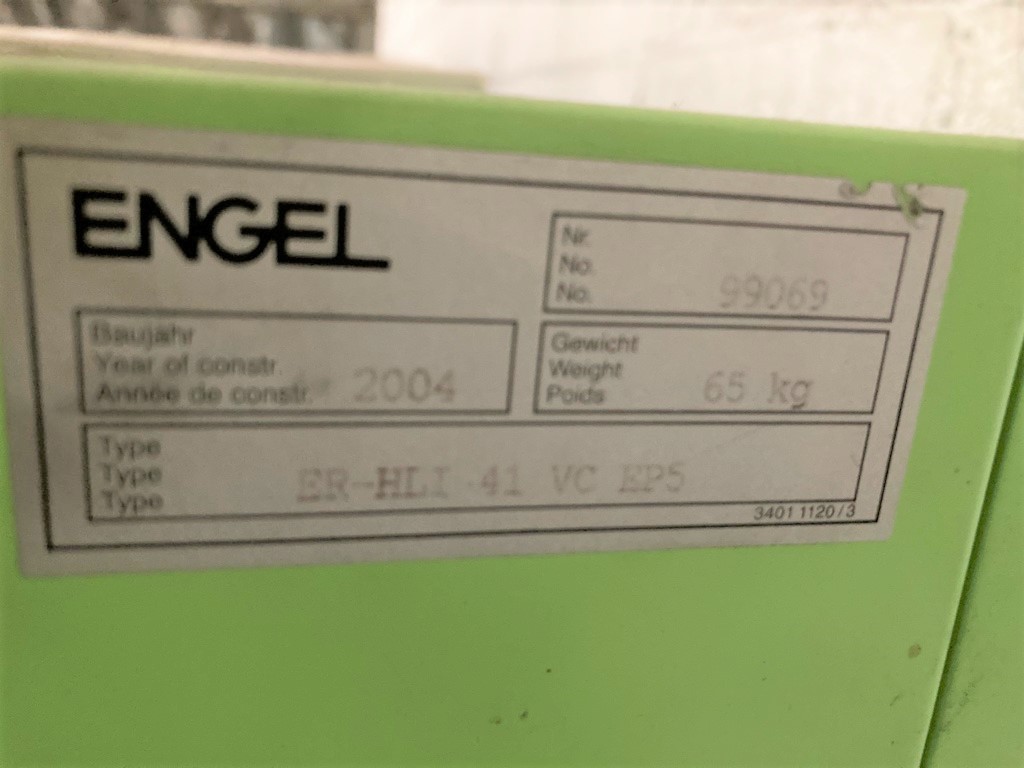 ENGEL
Nr.
No.
No. 99069
Baujahr
Year of constr.
Année de constr. 2004
Gewicht
Weight
Poids 65 kg
Type
Type
Type ER-HLI 41 VC EP5
3401 1120/3